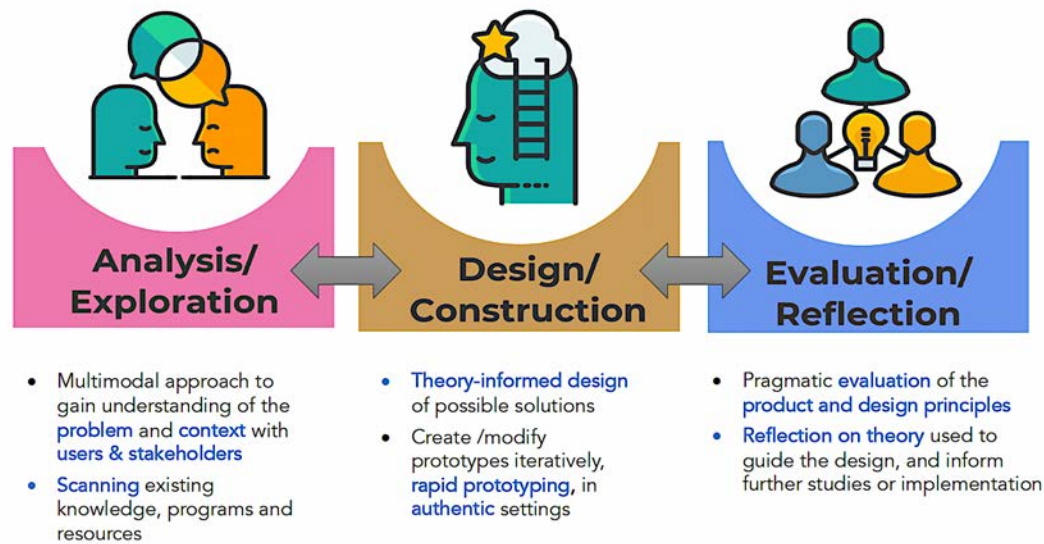 Analysis/
Exploration
Design/
Construction
Evaluation/
Reflection
• Multimodal approach to
gain understanding of the
problem and context with
users & stakeholders
• Scanning existing
knowledge, programs and
resources
• Theory-informed design
of possible solutions
• Create /modify
prototypes iteratively,
rapid prototyping, in
authentic settings
• Pragmatic evaluation of the
product and design principles
• Reflection on theory used to
guide the design, and inform
further studies or implementation